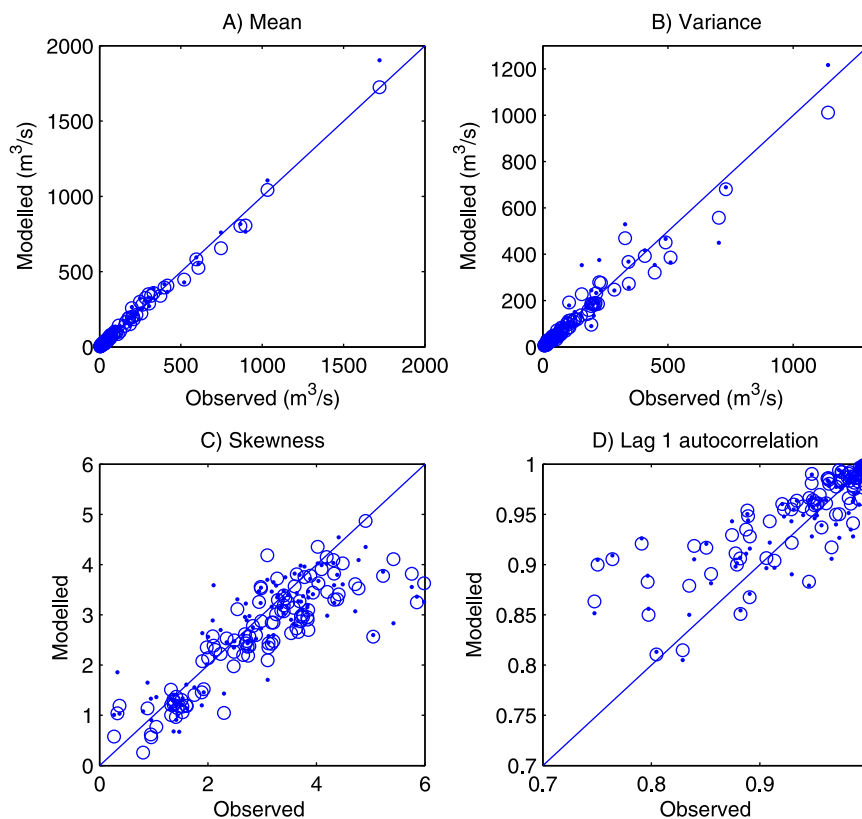 A) Mean
2000
1500
1000
500
0
0 500 1000 1500 2000
Modelled (m³/s)
Observed (m³/s)
B) Variance
1200
1000
800
600
400
200
0
0 500 1000
Modelled (m³/s)
Observed (m³/s)
C) Skewness
6
5
4
3
2
1
0
0 2 4 6
Modelled
Observed
D) Lag 1 autocorrelation
1
0.95
0.9
0.85
0.8
0.75
0.7
0.7 0.8 0.9
Modelled
Observed